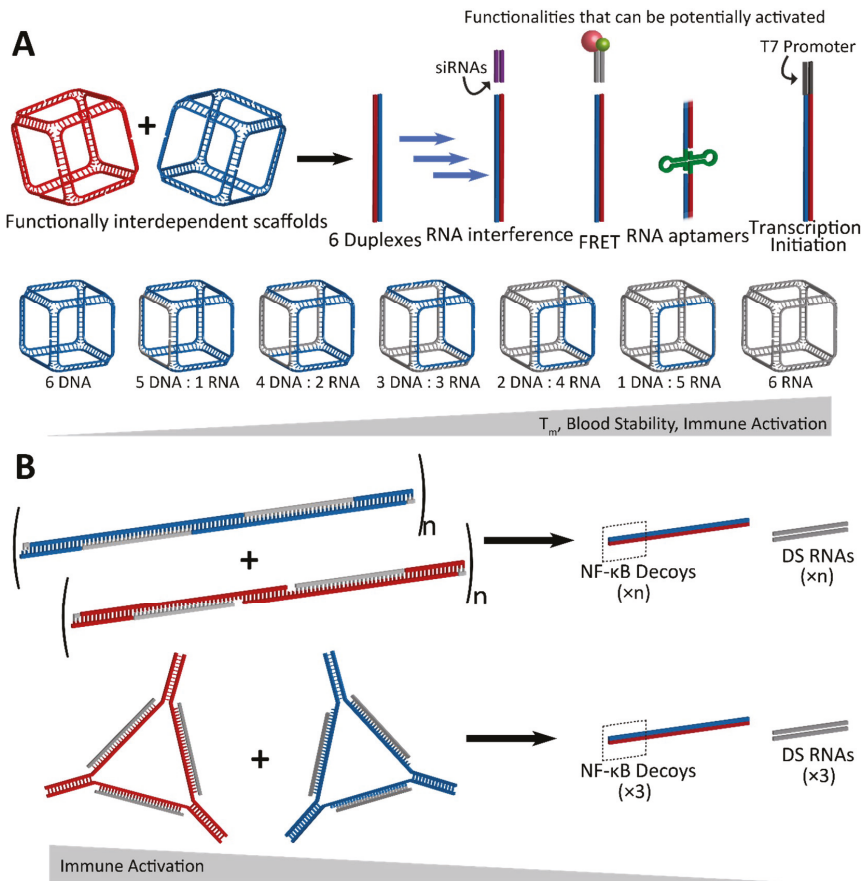 A
Functionalities that can be potentially activated
siRNAs
T7 Promoter
+
Functionally interdependent scaffolds
6 Duplexes
RNA interference
FRET
RNA aptamers
Transcription
Initiation
6 DNA
5 DNA : 1 RNA
4 DNA : 2 RNA
3 DNA : 3 RNA
2 DNA : 4 RNA
1 DNA : 5 RNA
6 RNA
Tm, Blood Stability, Immune Activation
B
n
+
n
NF-κB Decoys
(×n)
DS RNAs
(×n)
+
NF-κB Decoys
(×3)
DS RNAs
(×3)
Immune Activation